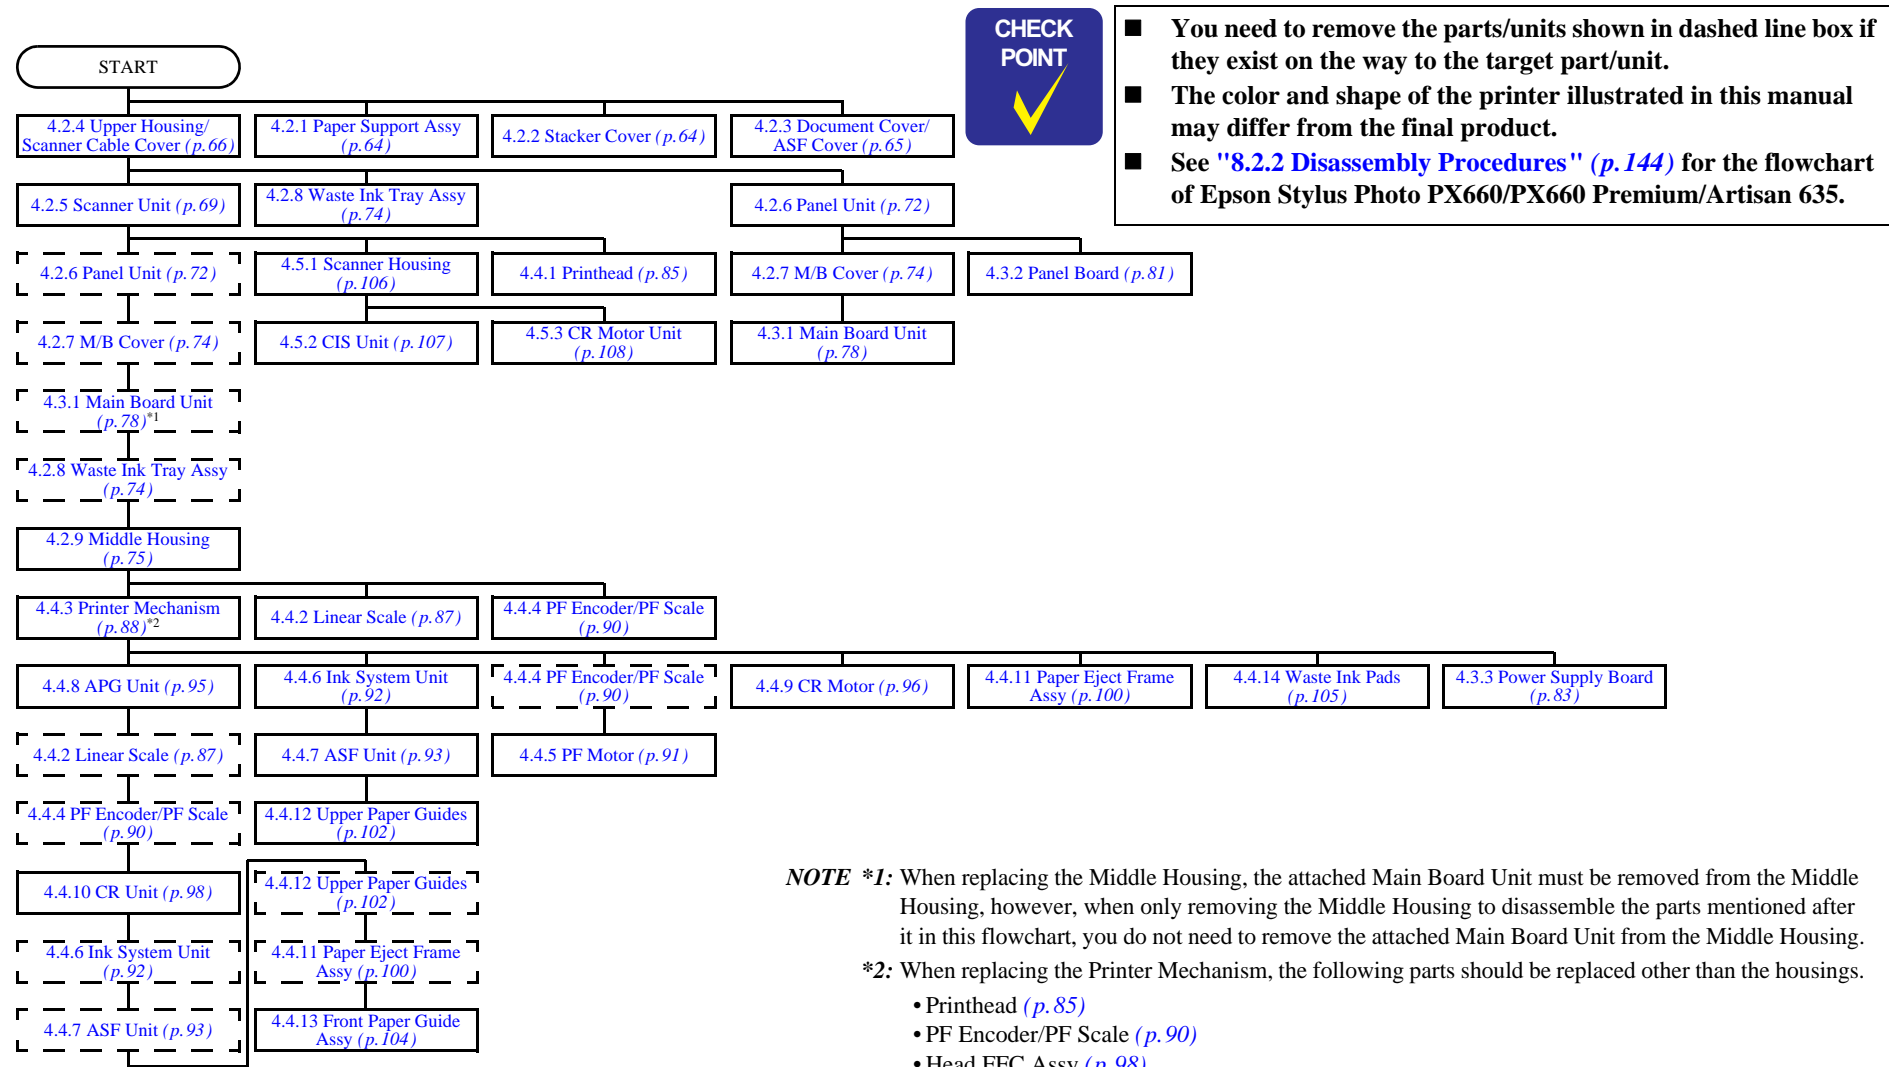 CHECK
POINT
■ You need to remove the parts/units shown in dashed line box if
they exist on the way to the target part/unit.
■ The color and shape of the printer illustrated in this manual
may differ from the final product.
■ See "8.2.2 Disassembly Procedures" (p.144) for the flowchart
of Epson Stylus Photo PX660/PX660 Premium/Artisan 635.
START
4.2.4 Upper Housing/
Scanner Cable Cover (p.66)
4.2.1 Paper Support Assy
(p.64)
4.2.2 Stacker Cover (p.64)
4.2.3 Document Cover/
ASF Cover (p.65)
4.2.5 Scanner Unit (p.69)
4.2.8 Waste Ink Tray Assy
(p.74)
4.2.6 Panel Unit (p.72)
4.2.6 Panel Unit (p.72)
4.5.1 Scanner Housing
(p.106)
4.4.1 Printhead (p.85)
4.2.7 M/B Cover (p.74)
4.3.2 Panel Board (p.81)
4.2.7 M/B Cover (p.74)
4.5.2 CIS Unit (p.107)
4.5.3 CR Motor Unit
(p.108)
4.3.1 Main Board Unit
(p.78)
4.3.1 Main Board Unit
(p.78)*1
4.2.8 Waste Ink Tray Assy
(p.74)
4.2.9 Middle Housing
(p.75)
4.4.3 Printer Mechanism
(p.88)*2
4.4.2 Linear Scale (p.87)
4.4.4 PF Encoder/PF Scale
(p.90)
4.4.8 APG Unit (p.95)
4.4.6 Ink System Unit
(p.92)
4.4.4 PF Encoder/PF Scale
(p.90)
4.4.9 CR Motor (p.96)
4.4.11 Paper Eject Frame
Assy (p.100)
4.4.14 Waste Ink Pads
(p.105)
4.3.3 Power Supply Board
(p.83)
4.4.2 Linear Scale (p.87)
4.4.7 ASF Unit (p.93)
4.4.5 PF Motor (p.91)
4.4.4 PF Encoder/PF Scale
(p.90)
4.4.12 Upper Paper Guides
(p.102)
4.4.10 CR Unit (p.98)
4.4.12 Upper Paper Guides
(p.102)
4.4.6 Ink System Unit
(p.92)
4.4.11 Paper Eject Frame
Assy (p.100)
4.4.7 ASF Unit (p.93)
4.4.13 Front Paper Guide
Assy (p.104)
NOTE *1: When replacing the Middle Housing, the attached Main Board Unit must be removed from the Middle
Housing, however, when only removing the Middle Housing to disassemble the parts mentioned after
it in this flowchart, you do not need to remove the attached Main Board Unit from the Middle Housing.
*2: When replacing the Printer Mechanism, the following parts should be replaced other than the housings.
• Printhead (p.85)
• PF Encoder/PF Scale (p.90)
• Head FFC Assy (p.98)